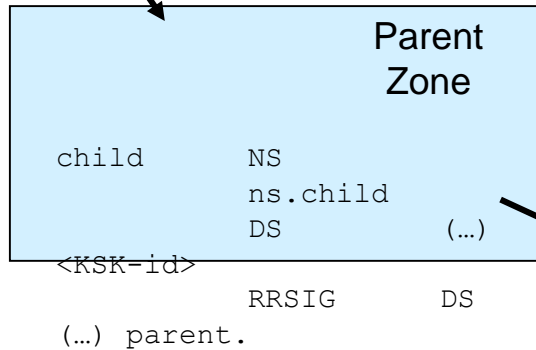 Parent
Zone
child NS
ns.child
DS (…)
<KSK-id>
RRSIG DS
(…) parent.